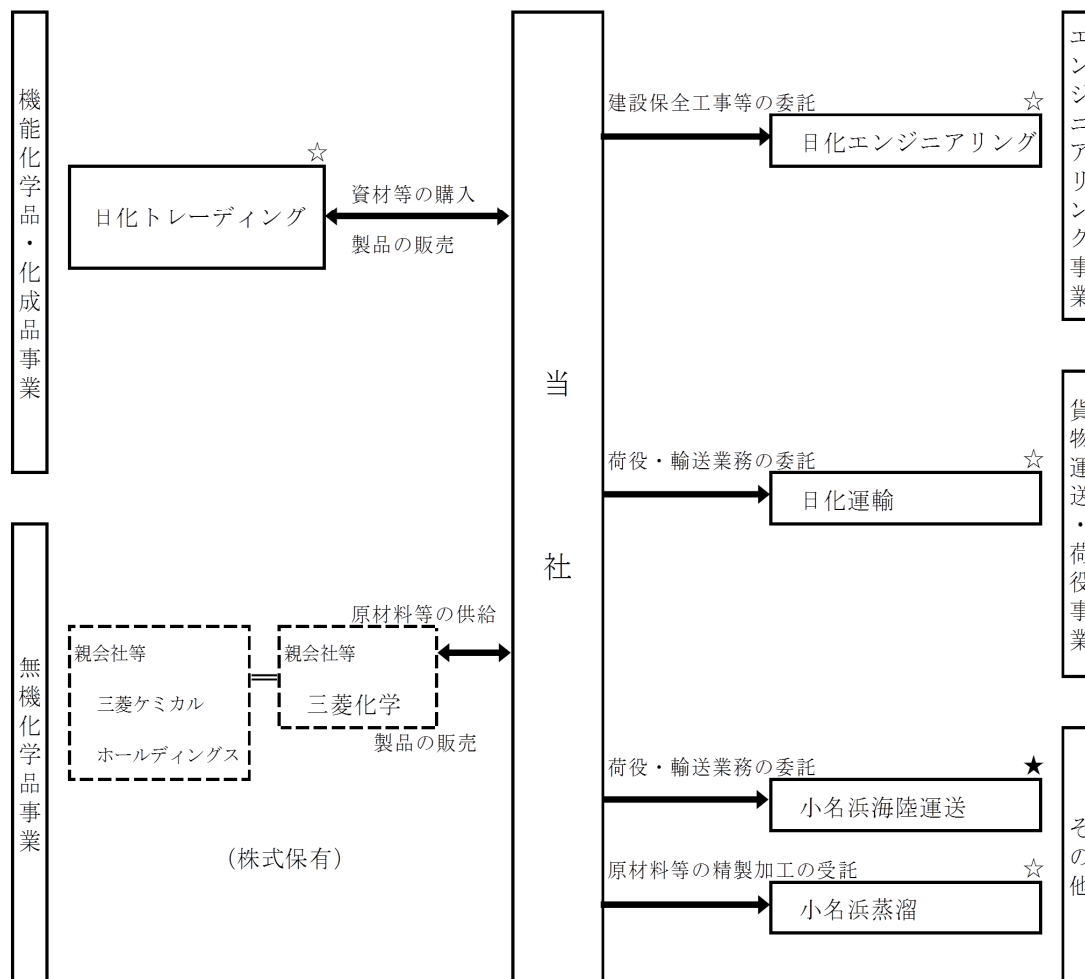 機能化学品・化成品事業
☆
日化トレーディング
資材等の購入
製品の販売
無機化学品事業
親会社等
三菱ケミカル
ホールディングス
親会社等
三菱化学
原材料等の供給
製品の販売
(株式保有)
当社
建設保全工事等の委託
☆
日化エンジニアリング
エンジニアリング事業
荷役・輸送業務の委託
☆
日化運輸
貨物運送・荷役事業
荷役・輸送業務の委託
★
小名浜海陸運送
原材料等の精製加工の受託
☆
小名浜蒸溜
その他